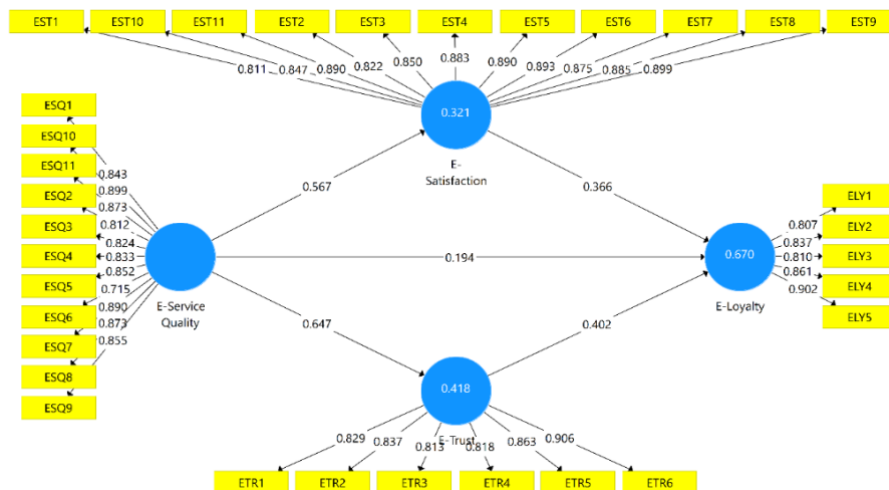 EST1 EST10 EST11 EST2 EST3 EST4 EST5 EST6 EST7 EST8 EST9
0.811 0.847 0.890 0.822 0.850 0.883 0.890 0.893 0.875 0.885 0.899
0.321
E-
Satisfaction
ESQ1
ESQ10
ESQ11
ESQ2
ESQ3
ESQ4
ESQ5
ESQ6
ESQ7
ESQ8
ESQ9
0.843
0.899
0.873
0.812
0.824
0.833
0.852
0.715
0.890
0.873
0.855
E-Service
Quality
0.567
0.366
0.194
0.647
0.402
0.670
E-Loyalty
0.807
0.837
0.810
0.861
0.902
ELY1
ELY2
ELY3
ELY4
ELY5
0.418
E-Trust
0.829 0.837 0.813 0.818 0.863 0.906
ETR1 ETR2 ETR3 ETR4 ETR5 ETR6